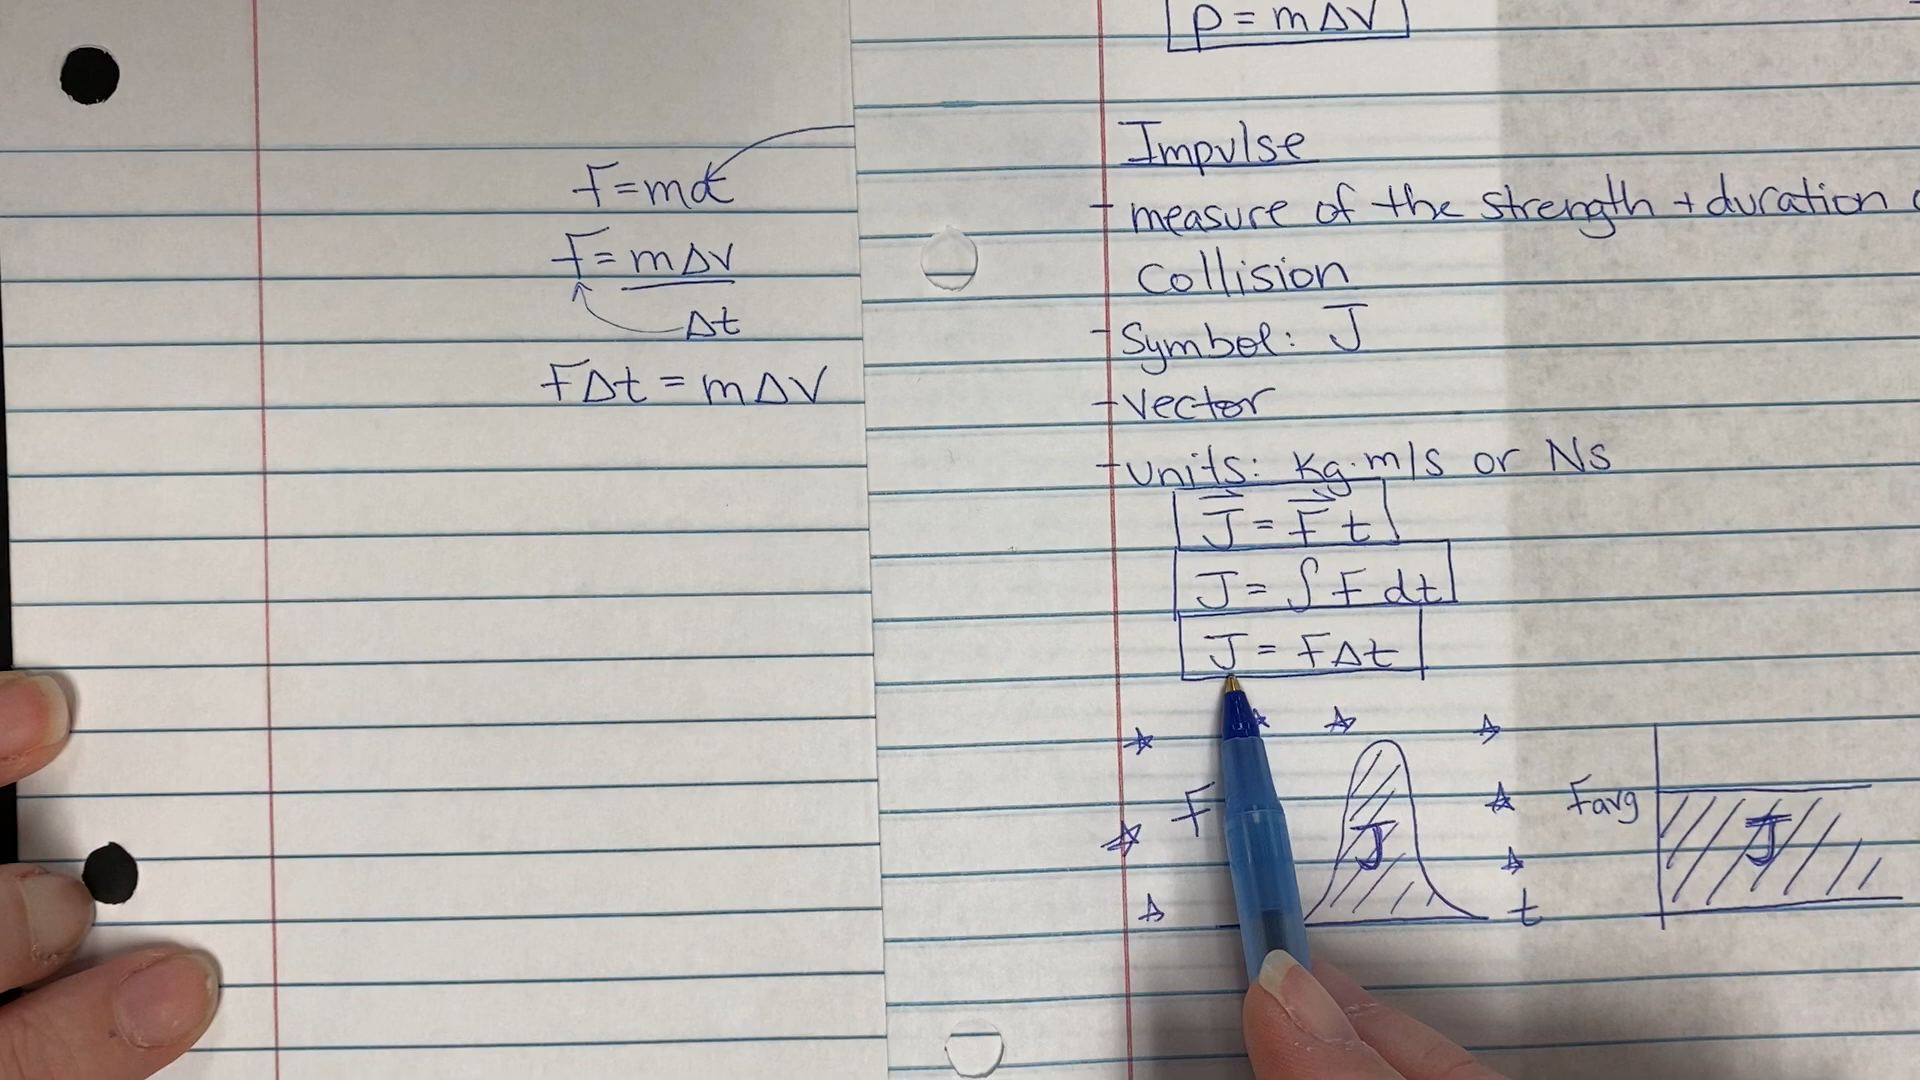 F=ma
F= mΔv
Δt
FΔt = mΔV
p = mΔV
Impulse
- measure of the strength + duration
collision
- Symbol: J
- Vector
- units: kg·m/s or Ns
J⃗ = F⃗ t
J = ∫ F dt
J = FΔt
F
J
t
Favg
J